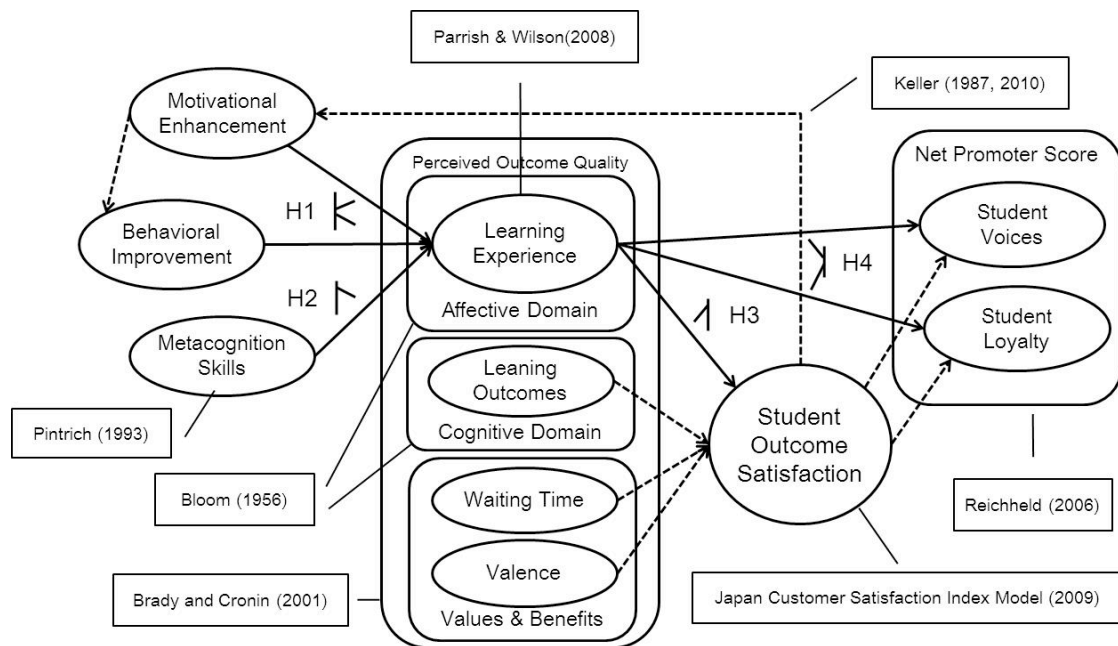 Parrish & Wilson(2008)
Keller (1987, 2010)
Motivational
Enhancement
Perceived Outcome Quality
Net Promoter Score
H1
Behavioral
Improvement
Learning
Experience
Student
Voices
H4
H2
Affective Domain
H3
Metacognition
Skills
Student
Loyalty
Leaning
Outcomes
Cognitive Domain
Pintrich (1993)
Student
Outcome
Satisfaction
Bloom (1956)
Waiting Time
Reichheld (2006)
Valence
Brady and Cronin (2001)
Values & Benefits
Japan Customer Satisfaction Index Model (2009)